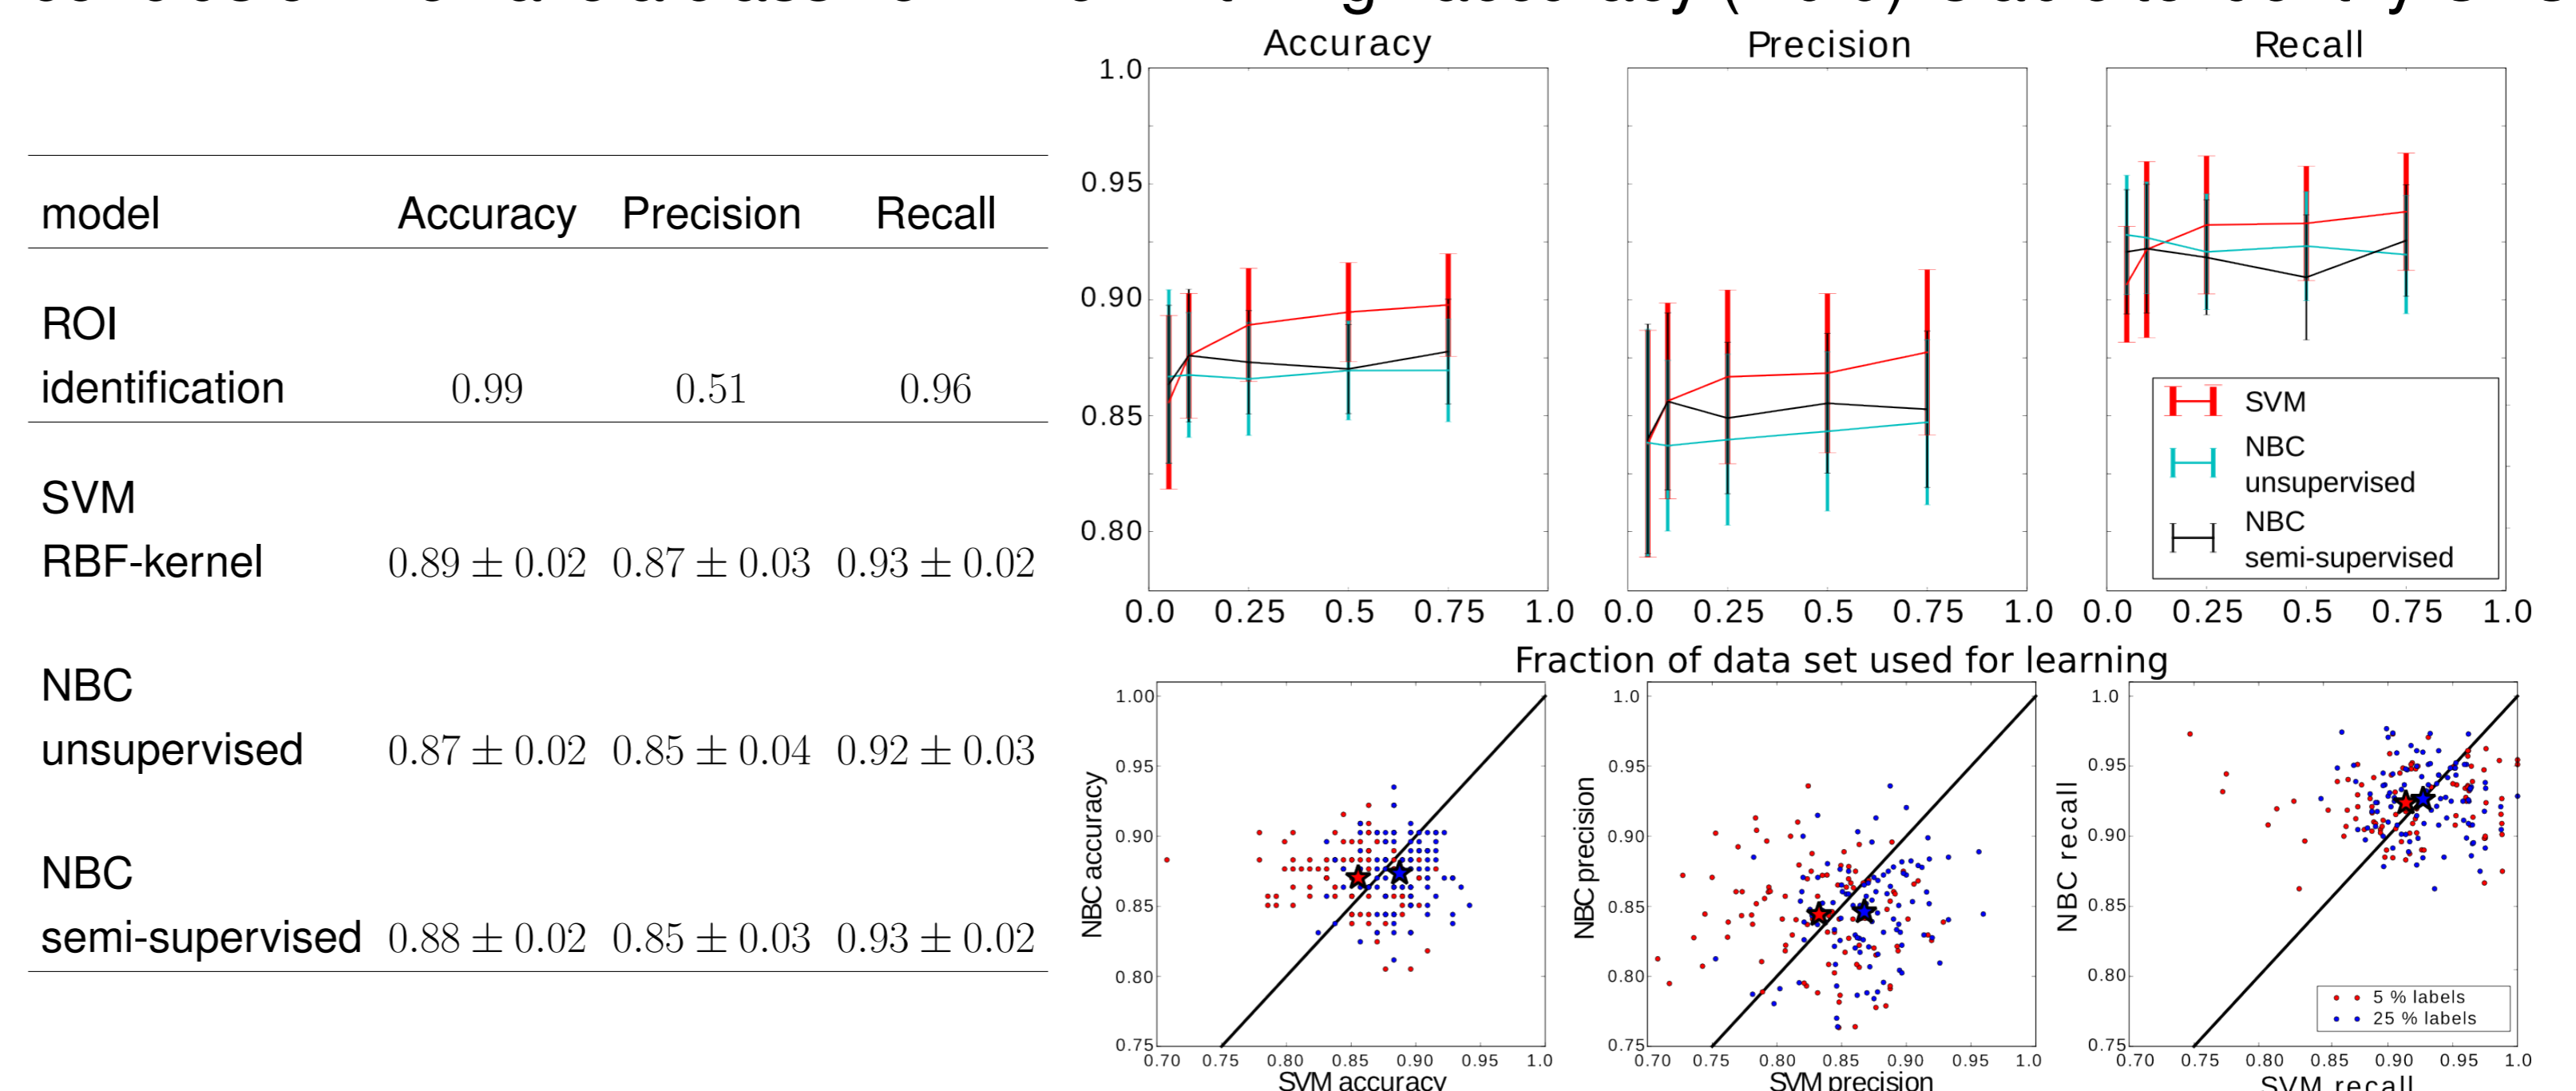 model Accuracy Precision Recall
ROI
identification 0.99 0.51 0.96
SVM
RBF-kernel 0.89 ± 0.02 0.87 ± 0.03 0.93 ± 0.02
NBC
unsupervised 0.87 ± 0.02 0.85 ± 0.04 0.92 ± 0.03
NBC
semi-supervised 0.88 ± 0.02 0.85 ± 0.03 0.93 ± 0.02
Accuracy Precision Recall
1.0
0.95
0.90
0.85
0.80
SVM
NBC
unsupervised
NBC
semi-supervised
0.0 0.25 0.5 0.75 1.0 0.0 0.25 0.5 0.75 1.0 0.0 0.25 0.5 0.75 1.0
Fraction of data set used for learning
NBC accuracy
1.00
0.95
0.90
0.85
0.80
0.75
0.70 0.75 0.80 0.85 0.90 0.95 1.0
SVM accuracy
NBC precision
1.0
0.95
0.90
0.85
0.80
0.75
0.70 0.75 0.80 0.85 0.90 0.95 1.0
SVM precision
NBC recall
1.0
0.95
0.90
0.85
0.80
0.75
5 % labels
25 % labels
0.70 0.75 0.80 0.85 0.90 0.95 1.0
SVM recall